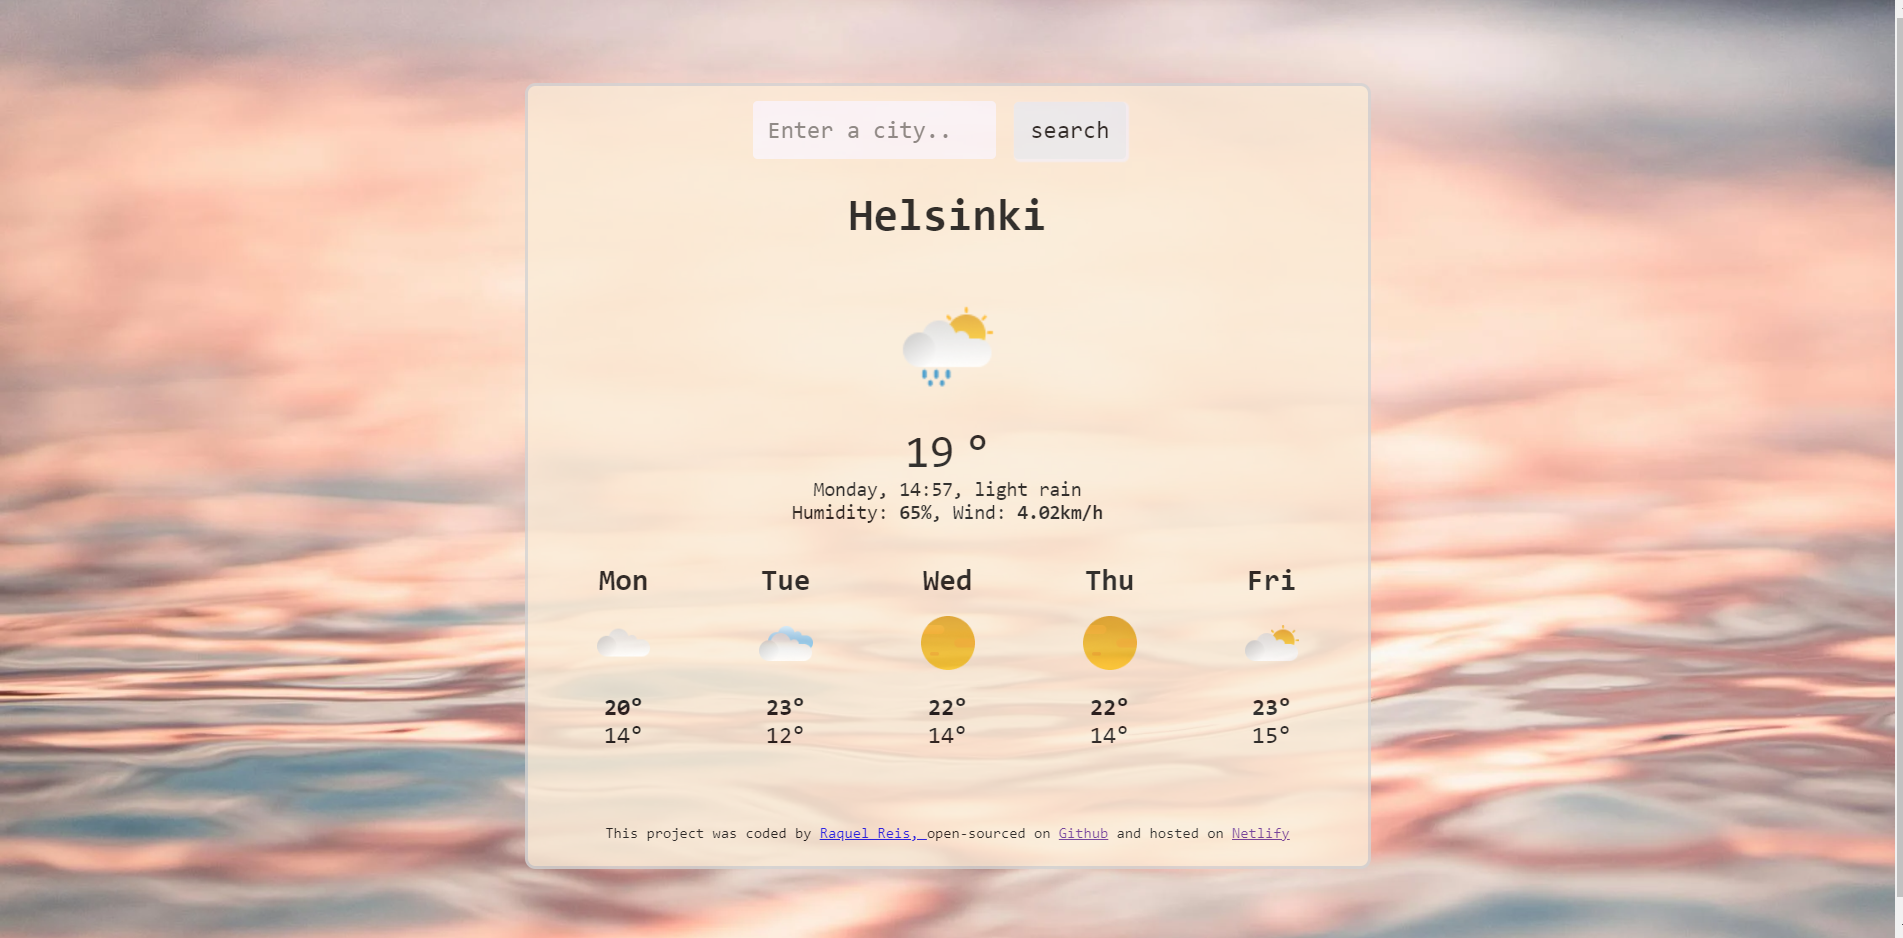 Enter a city..
search
Helsinki
19 °
Monday, 14:57, light rain
Humidity: 65%, Wind: 4.02km/h
Mon Tue Wed Thu Fri
20° 23° 22° 22° 23°
14° 12° 14° 14° 15°
This project was coded by Raquel Reis, open-sourced on Github and hosted on Netlify